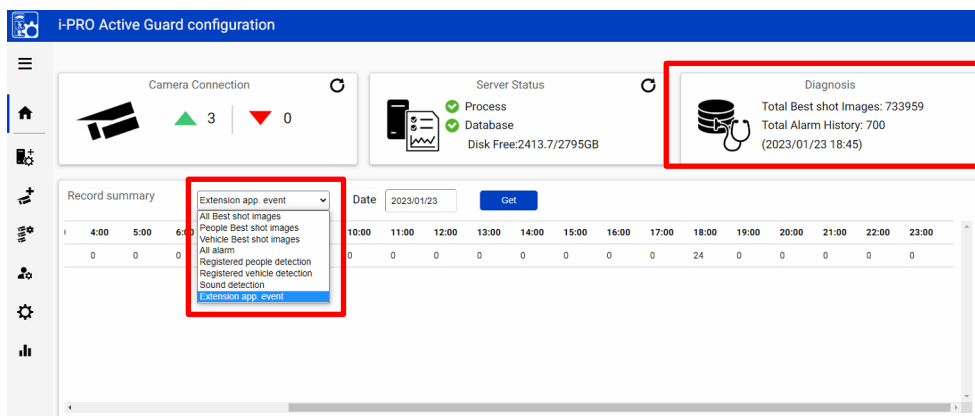 i-PRO Active Guard configuration
Camera Connection
3
0
Server Status
Process
Database
Disk Free:2413.7/2795GB
Diagnosis
Total Best shot Images: 733959
Total Alarm History: 700
(2023/01/23 18:45)
Record summary
Extension app. event
Date
2023/01/23
Get
All Best shot images
People Best shot images
Vehicle Best shot images
All alarm
Registered people detection
Registered vehicle detection
Sound detection
Extension app. event
4:00 5:00 10:00 11:00 12:00 13:00 14:00 15:00 16:00 17:00 18:00 19:00 20:00 21:00 22:00 23:00
0 0 0 0 0 0 0 0 0 0 24 0 0 0 0 0